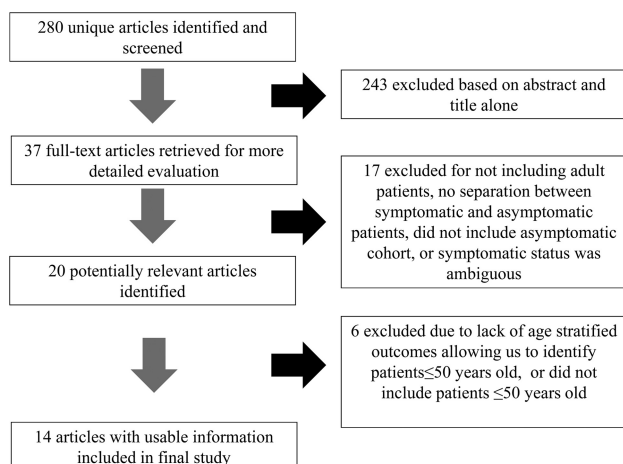 280 unique articles identified and
screened
243 excluded based on abstract and
title alone
37 full-text articles retrieved for more
detailed evaluation
17 excluded for not including adult
patients, no separation between
symptomatic and asymptomatic
patients, did not include asymptomatic
cohort, or symptomatic status was
ambiguous
20 potentially relevant articles
identified
6 excluded due to lack of age stratified
outcomes allowing us to identify
patients≤50 years old, or did not
include patients ≤50 years old
14 articles with usable information
included in final study